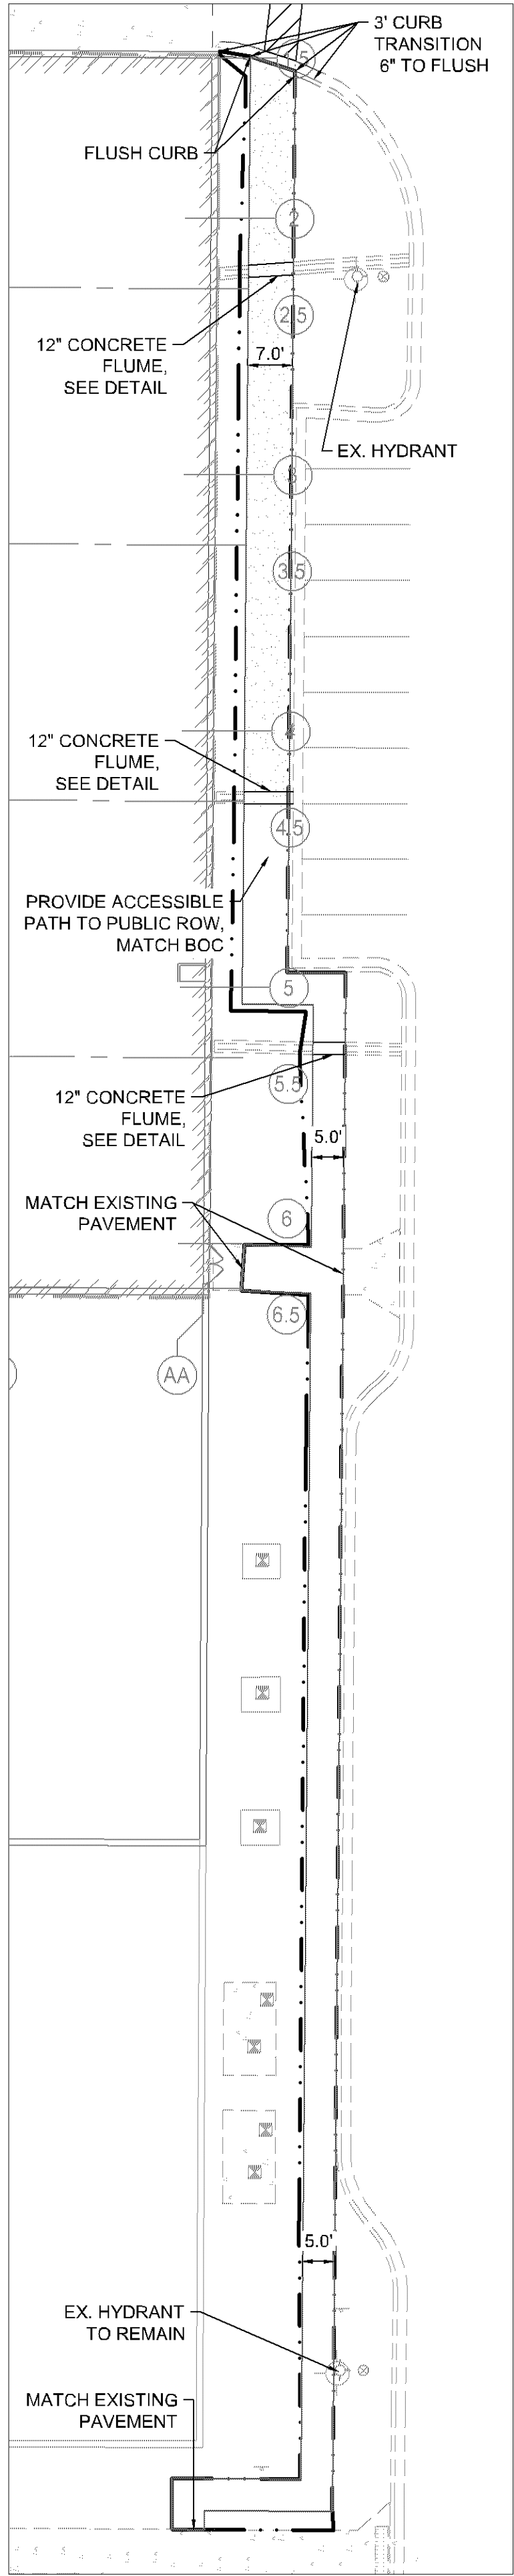 3' CURB
TRANSITION
6" TO FLUSH
FLUSH CURB
2
12" CONCRETE
FLUME,
SEE DETAIL
2.5
7.0'
EX. HYDRANT
3
3.5
12" CONCRETE
FLUME,
SEE DETAIL
4
4.5
PROVIDE ACCESSIBLE
PATH TO PUBLIC ROW,
MATCH BOC
5
12" CONCRETE
FLUME,
SEE DETAIL
5.5
5.0'
MATCH EXISTING
PAVEMENT
6
6.5
AA
5.0'
EX. HYDRANT
TO REMAIN
MATCH EXISTING
PAVEMENT